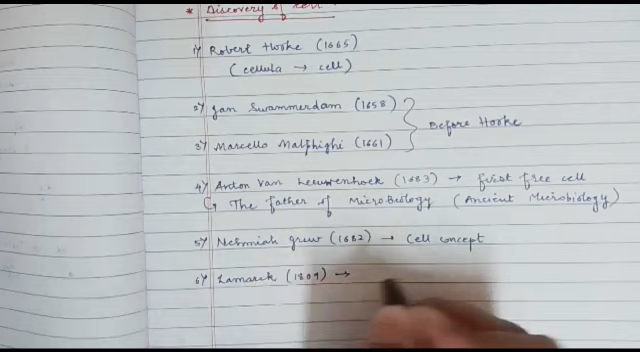 * Discovery of cell
1) Robert Hooke (1665)
(cellula → cell)
2) Jan Swammerdam (1658)
3) Marcello Malphighi (1661)
} Before Hooke
4) Anton Van Leeuwenhoek (1683) → first free cell
↳ The father of MicroBiology (Ancient Microbiology)
5) Nehmiah grew (1682) → Cell concept
6) Lamarck (1809) →